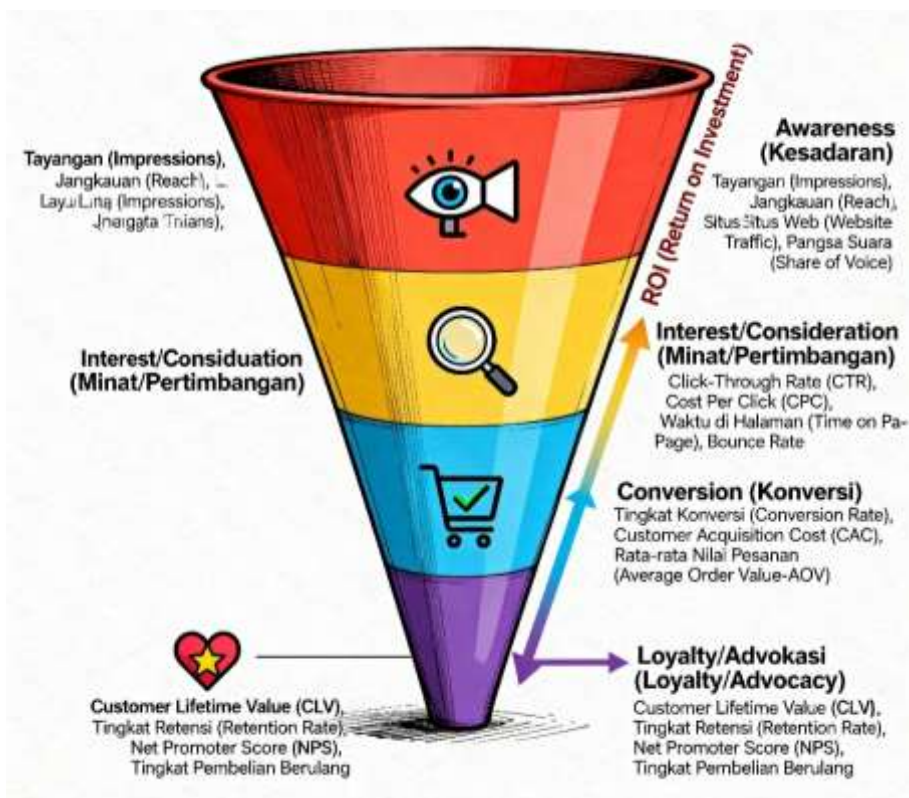 Tayangan (Impressions),
Jangkauan (Reach),
(Impressions),
Interest/Considuation
(Minat/Pertimbangan)
Customer Lifetime Value (CLV),
Tingkat Retensi (Retention Rate)
Net Promoter Score (NPS),
Tingkat Pembelian Berulang
ROI (Return on Investment)
Awareness
(Kesadaran)
Tayangan (Impressions),
Jangkauan (Reach),
Situs Situs Web (Website
Traffic), Pangsa Suara
(Share of Voice)
Interest/Consideration
(Minat/Pertimbangan)
Click-Through Rate (CTR),
Cost Per Click (CPC),
Waktu di Halaman (Time on Pa-
Page), Bounce Rate
Conversion (Konversi)
Tingkat Konversi (Conversion Rate),
Customer Acquisition Cost (CAC),
Rata-rata Nilai Pesanan
(Average Order Value-AOV)
Loyalty/Advokasi
(Loyalty/Advocacy)
Customer Lifetime Value (CLV),
Tingkat Retensi (Retention Rate)
Net Promoter Score (NPS),
Tingkat Pembelian Berulang